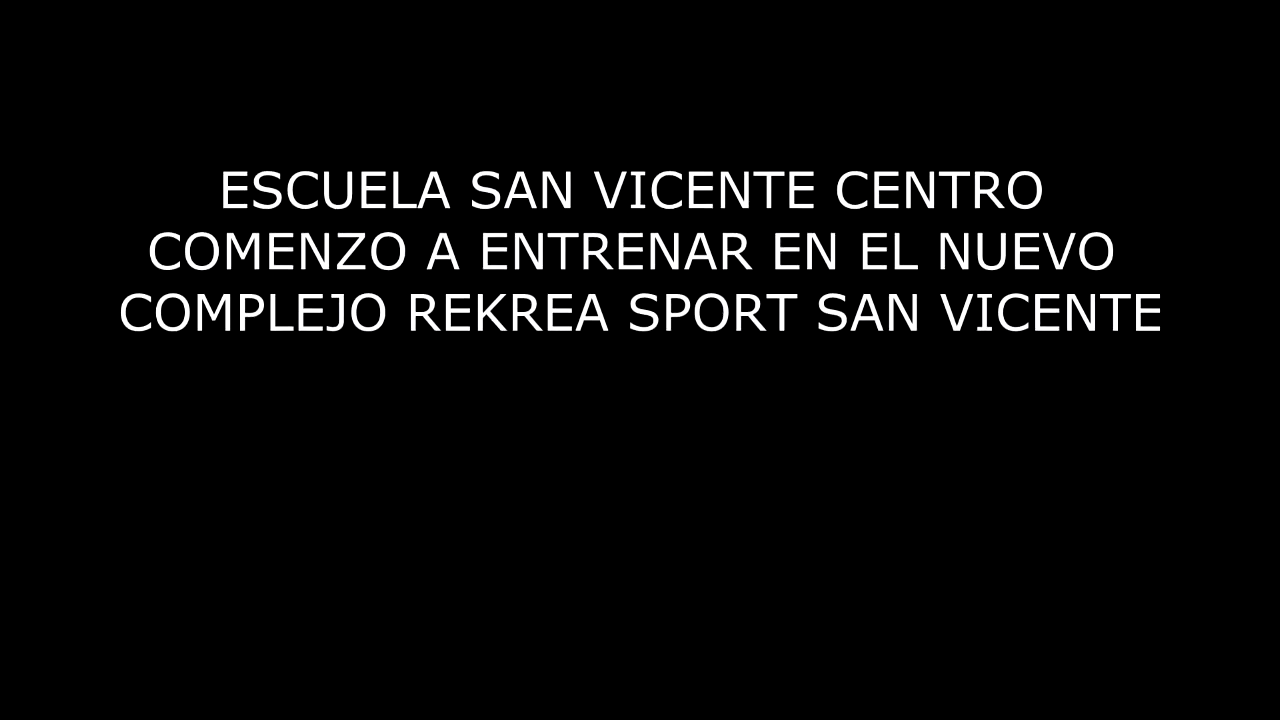 ESCUELA SAN VICENTE CENTRO
COMENZO A ENTRENAR EN EL NUEVO
COMPLEJO REKREA SPORT SAN VICENTE